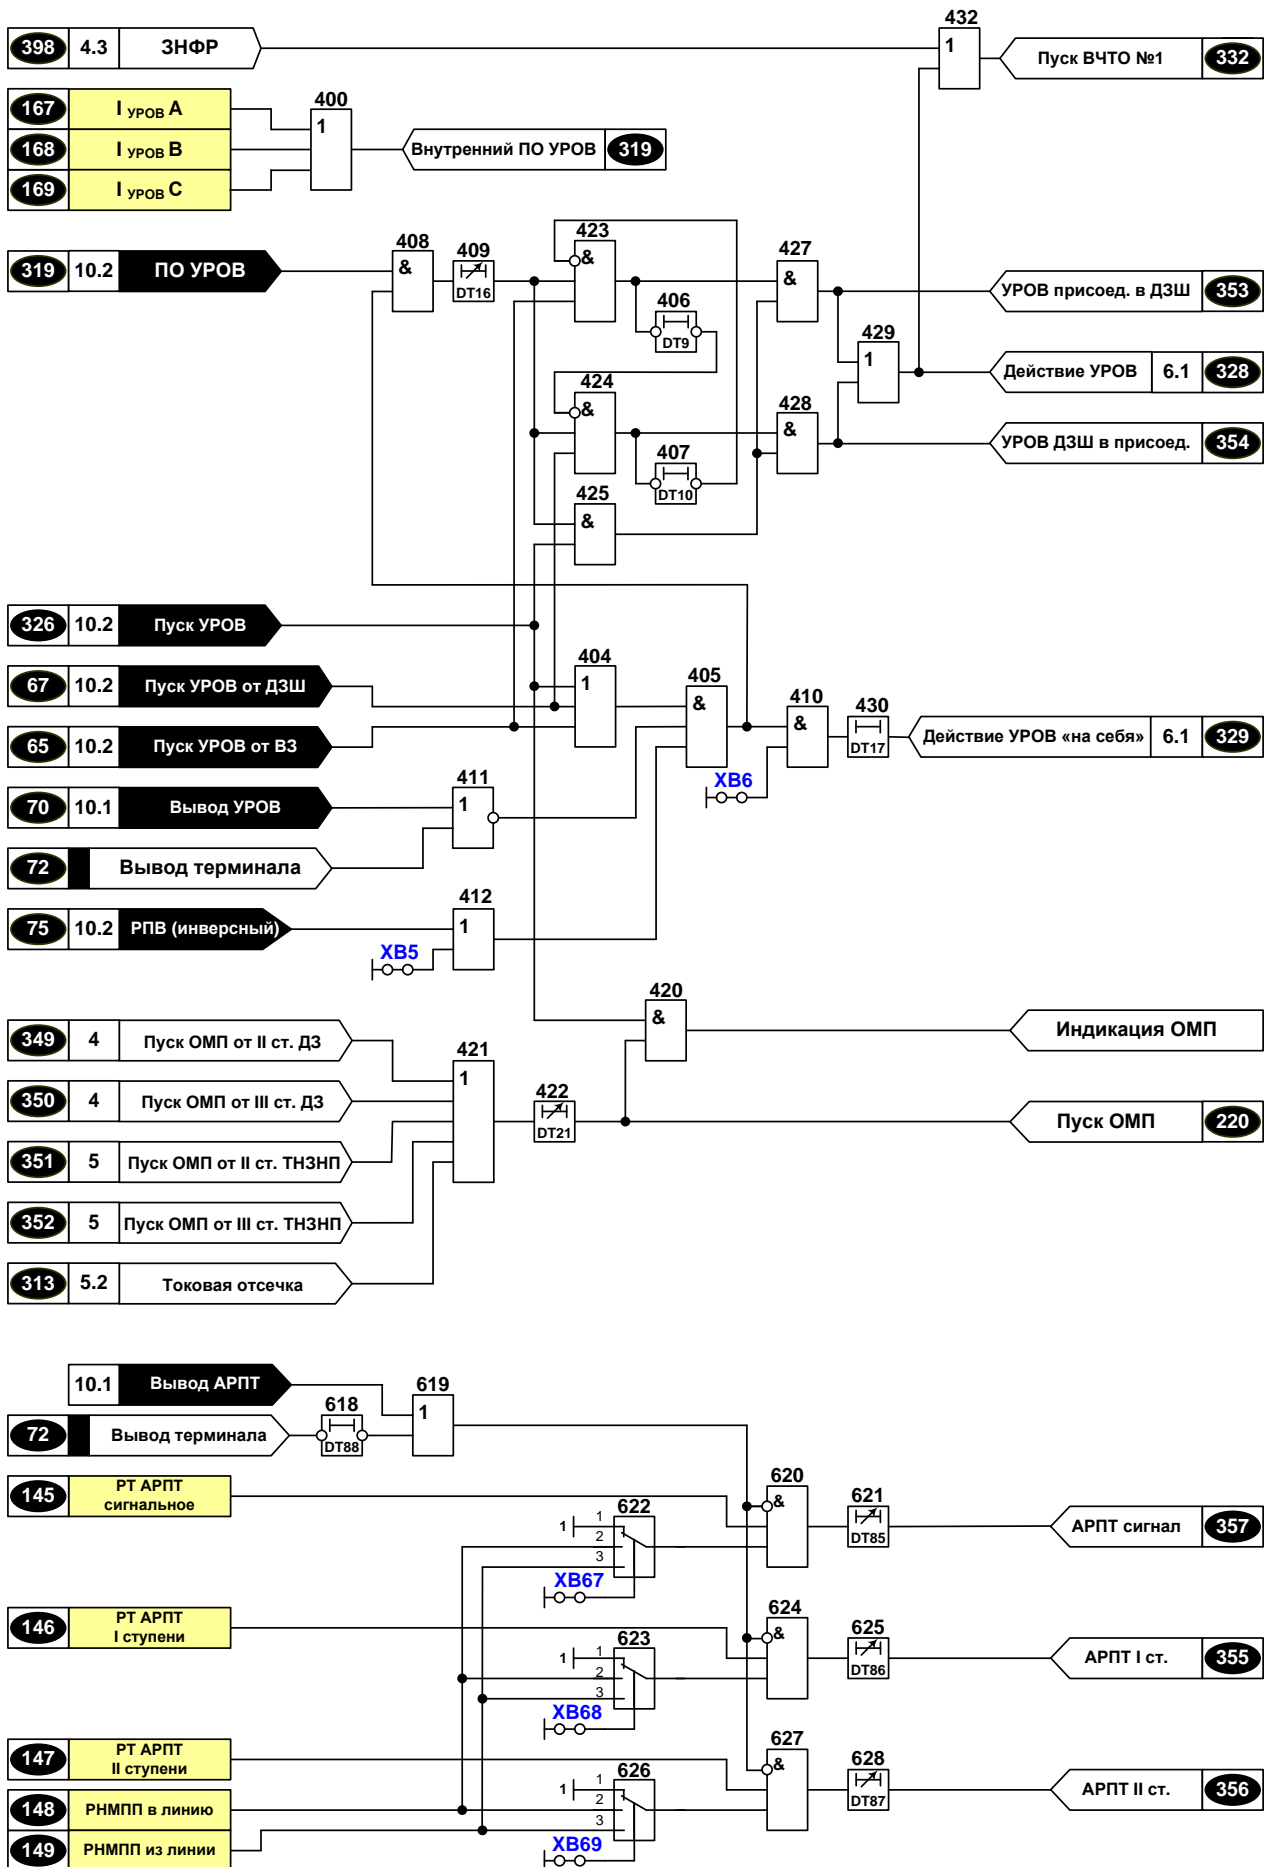 432
398 4.3 ЗНФР
1
Пуск ВЧТО №1 332
167 I УРОВ А
168 I УРОВ В
169 I УРОВ С
400
1
Внутренний ПО УРОВ 319
319 10.2 ПО УРОВ
408
&
409
DT16
423
&
406
DT9
427
&
УРОВ присоед. в ДЗШ 353
429
1
Действие УРОВ 6.1 328
424
&
428
&
407
DT10
УРОВ ДЗШ в присоед. 354
425
&
326 10.2 Пуск УРОВ
67 10.2 Пуск УРОВ от ДЗШ
65 10.2 Пуск УРОВ от ВЗ
404
1
405
&
410
&
430
DT17
Действие УРОВ «на себя» 6.1 329
XB6
70 10.1 Вывод УРОВ
72 Вывод терминала
411
1
75 10.2 РПВ (инверсный)
412
1
XB5
420
&
Индикация ОМП
349 4 Пуск ОМП от II ст. ДЗ
350 4 Пуск ОМП от III ст. ДЗ
351 5 Пуск ОМП от II ст. ТНЗНП
352 5 Пуск ОМП от III ст. ТНЗНП
313 5.2 Токовая отсечка
421
1
422
DT21
Пуск ОМП 220
10.1 Вывод АРПТ
72 Вывод терминала
618
DT88
619
1
145 РТ АРПТ
сигнальное
622
1
1
2
3
XB67
620
&
621
DT85
АРПТ сигнал 357
146 РТ АРПТ
I ступени
623
1
1
2
3
XB68
624
&
625
DT86
АРПТ I ст. 355
147 РТ АРПТ
II ступени
148 РНМПП в линию
149 РНМПП из линии
626
1
1
2
3
XB69
627
&
628
DT87
АРПТ II ст. 356